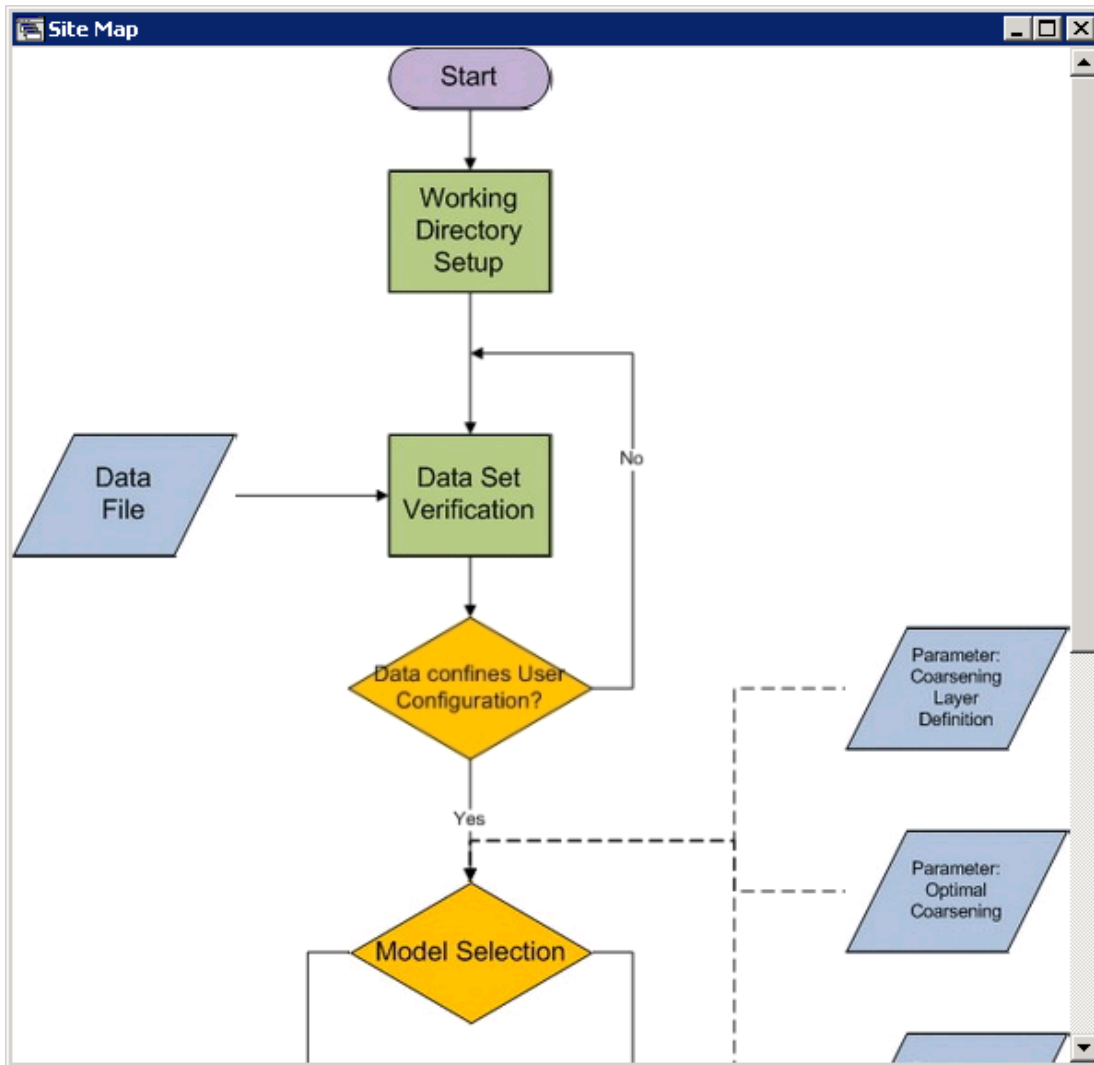 Site Map
Start
Working
Directory
Setup
No
Data
File
Data Set
Verification
Data confines User
Configuration?
Parameter:
Coarsening
Layer
Definition
Yes
Parameter:
Optimal
Coarsening
Model Selection